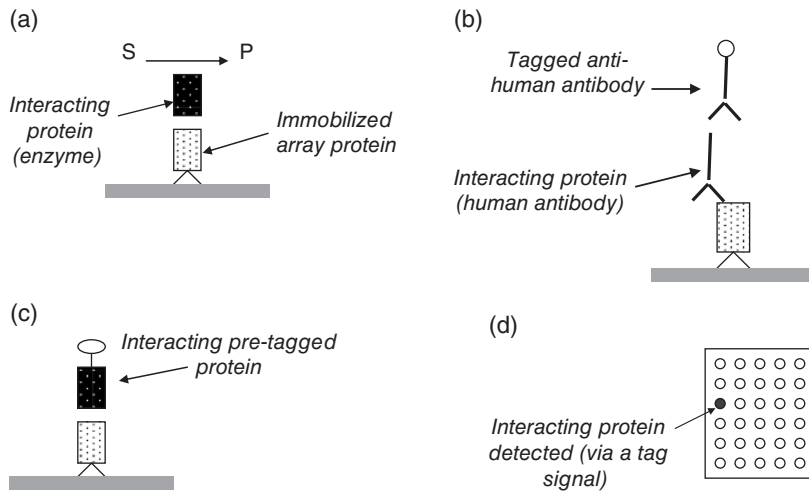 (a)
S
P
Interacting
protein
(enzyme)
Immobilized
array protein
(b)
Tagged anti-
human antibody
Interacting protein
(human antibody)
(c)
Interacting pre-tagged
protein
(d)
Interacting protein
detected (via a tag
signal)